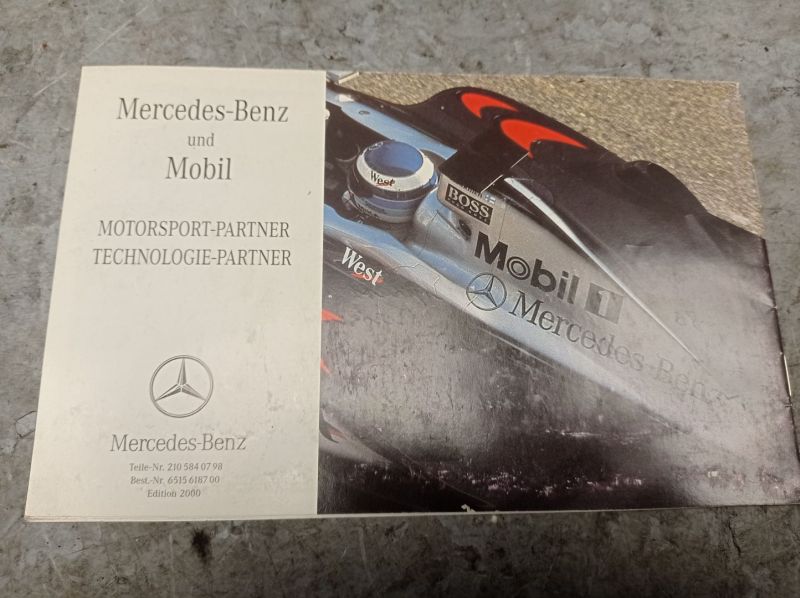 Mercedes-Benz
und
Mobil
MOTORSPORT-PARTNER
TECHNOLOGIE-PARTNER
Mercedes-Benz
Teile-Nr. 210 584 07 98
Best.-Nr. 6515 6187 00
Edition 2000
West
BOSS
West
Mobil 1
Mercedes-Benz